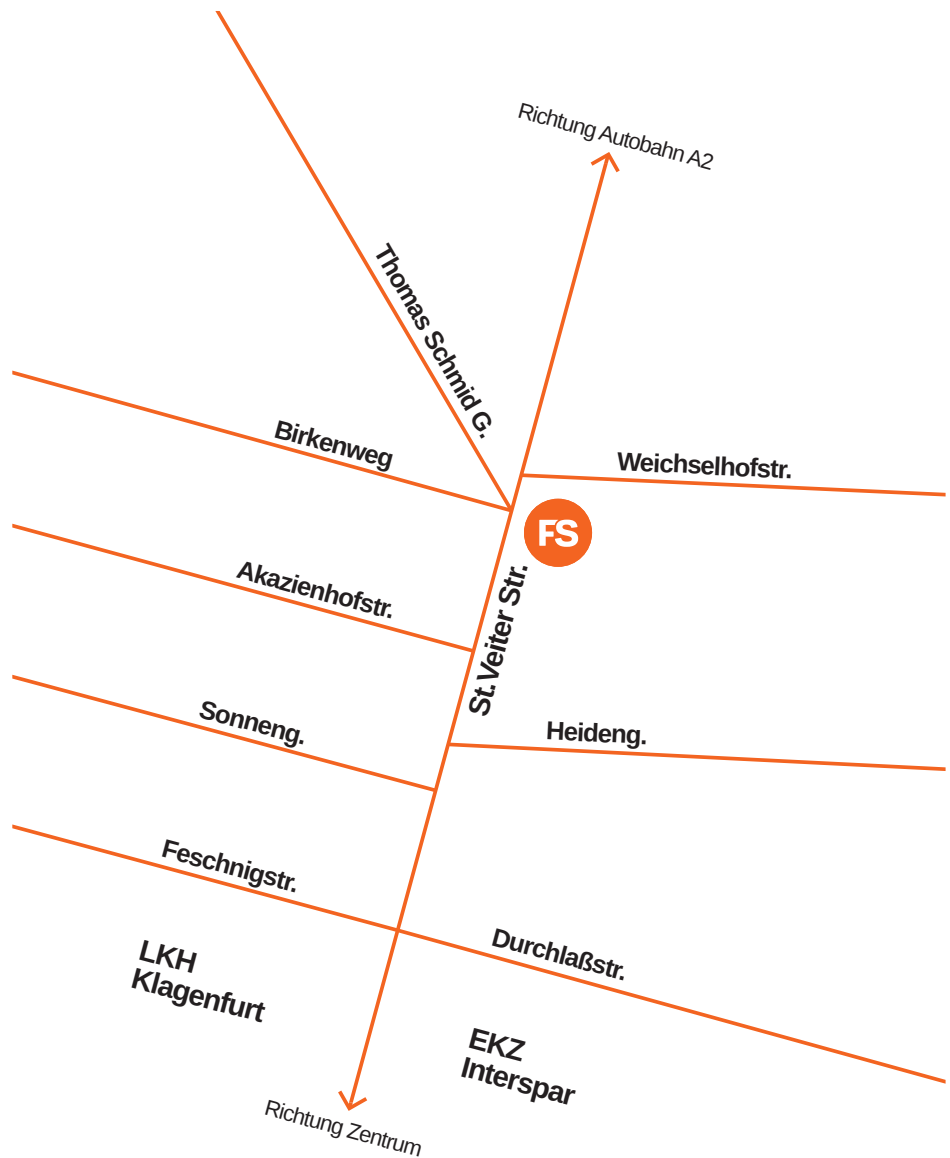 Richtung Autobahn A2
Thomas Schmid G.
Birkenweg
Weichselhofstr.
FS
Akazienhofstr.
St.Veiter Str.
Sonneng.
Heideng.
Feschnigstr.
Durchlaßstr.
LKH
Klagenfurt
EKZ
Interspar
Richtung Zentrum